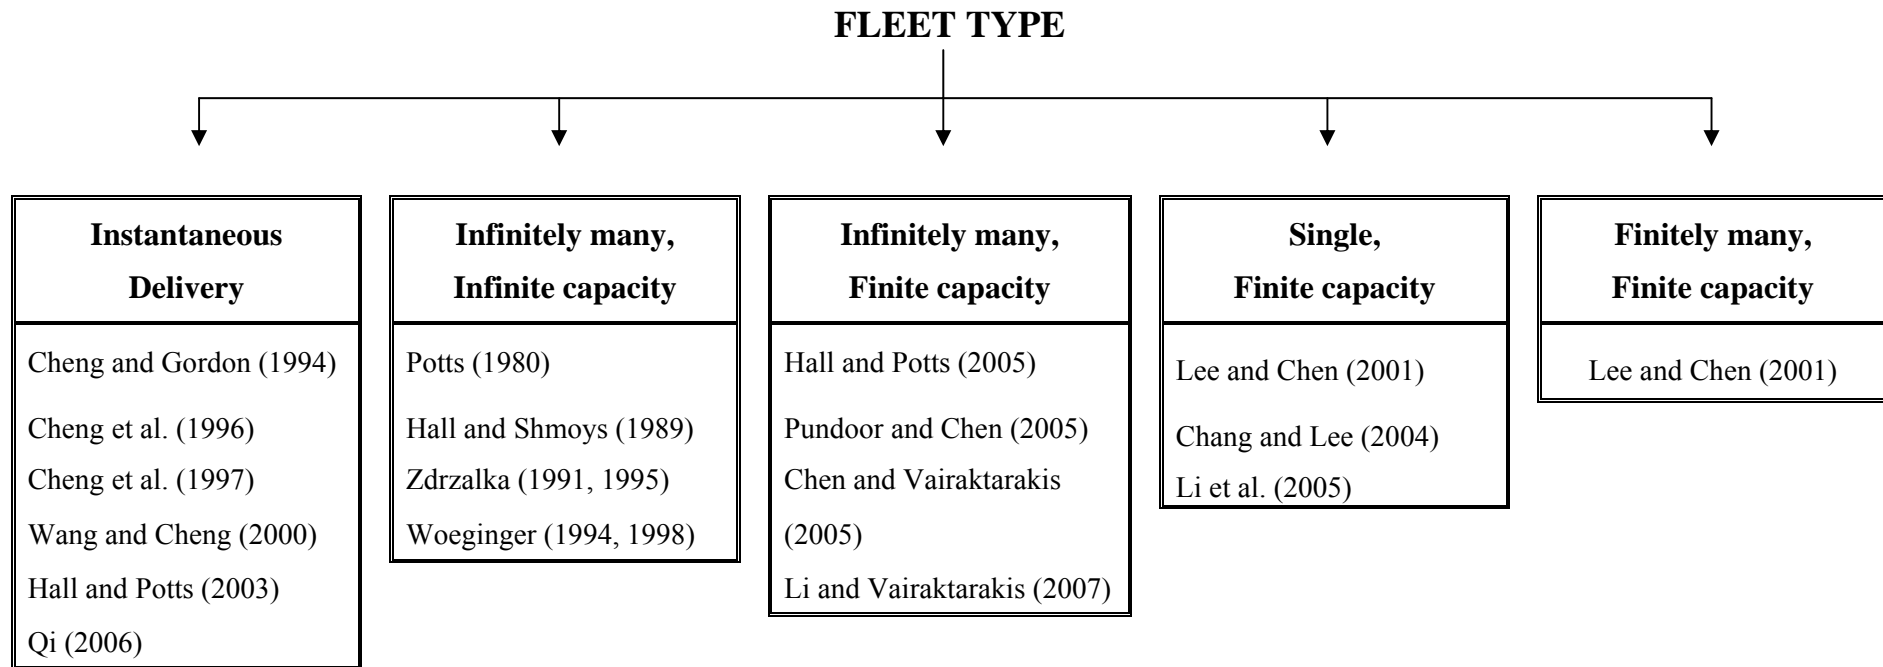 FLEET TYPE
Instantaneous
Delivery
Cheng and Gordon (1994)
Cheng et al. (1996)
Cheng et al. (1997)
Wang and Cheng (2000)
Hall and Potts (2003)
Qi (2006)
Infinitely many,
Infinite capacity
Potts (1980)
Hall and Shmoys (1989)
Zdrzalka (1991, 1995)
Woeginger (1994, 1998)
Infinitely many,
Finite capacity
Hall and Potts (2005)
Pundoor and Chen (2005)
Chen and Vairaktarakis
(2005)
Li and Vairaktarakis (2007)
Single,
Finite capacity
Lee and Chen (2001)
Chang and Lee (2004)
Li et al. (2005)
Finitely many,
Finite capacity
Lee and Chen (2001)